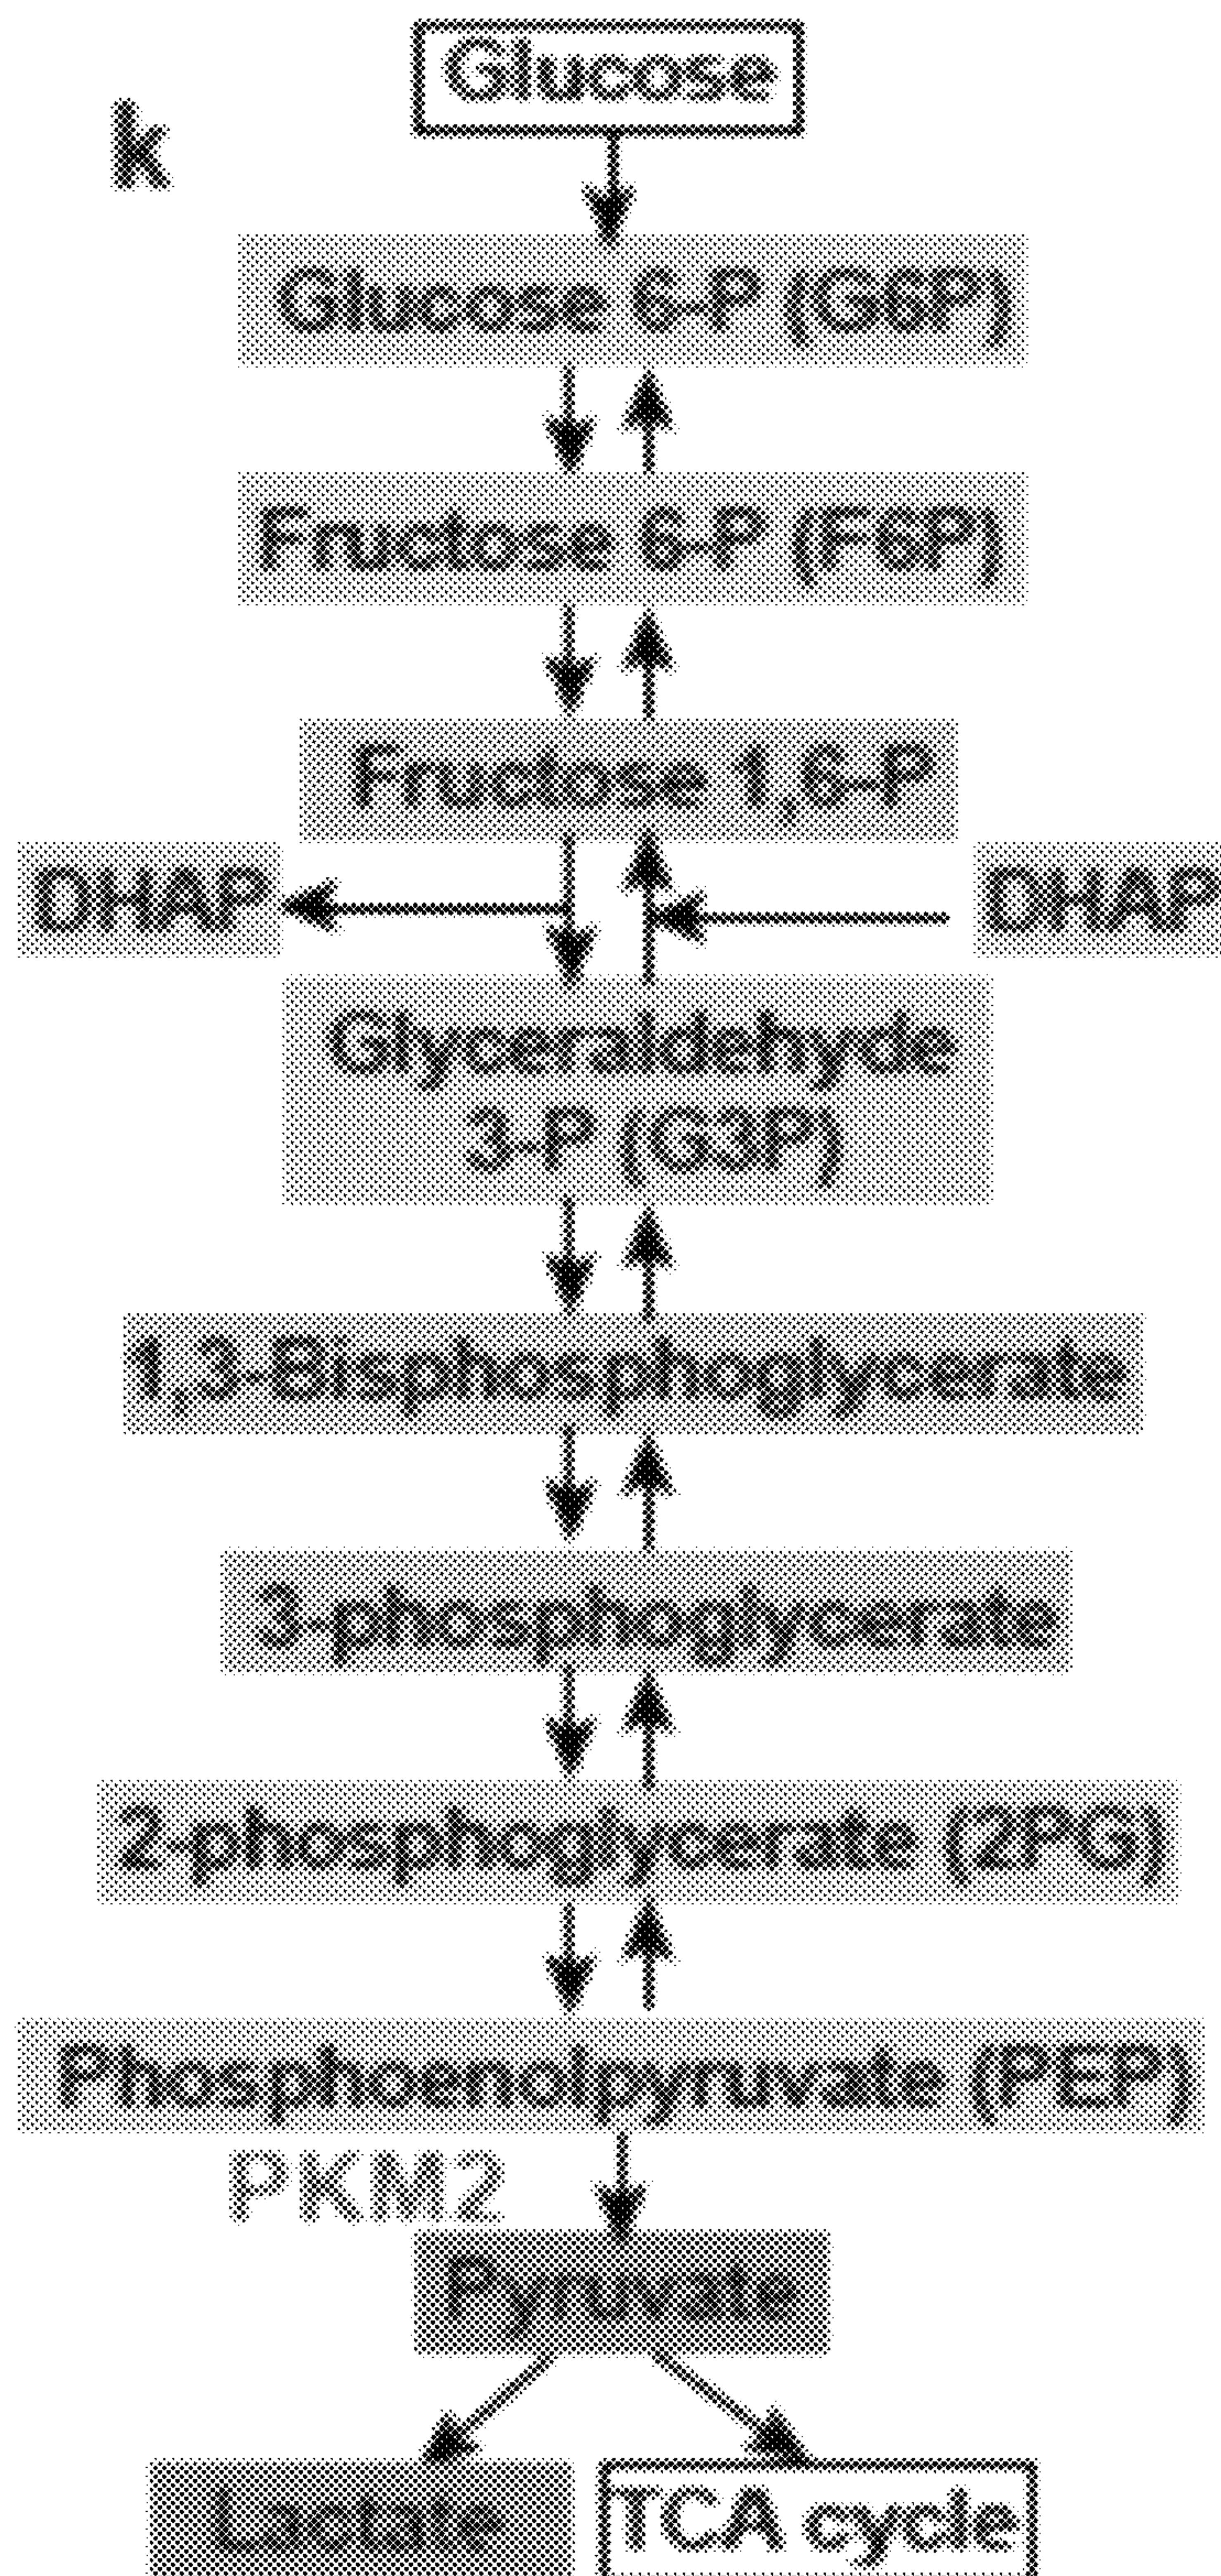 Glucose
k
Glucose 6-P (G6P)
Fructose 6-P (F6P)
Fructose 1,6-P
DHAP
DHAP
Glyceraldehyde
3-P (G3P)
1,3-Bisphosphoglycerate
3-phosphoglycerate
2-phosphoglycerate (2PG)
Phosphoenolpyruvate (PEP)
PKM2
Pyruvate
Lactate
TCA cycle